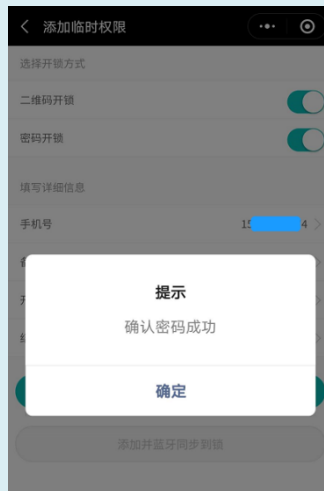 添加临时权限
选择开锁方式
二维码开锁
密码开锁
填写详细信息
手机号 15 4
提示
确认密码成功
确定
添加并蓝牙同步到锁